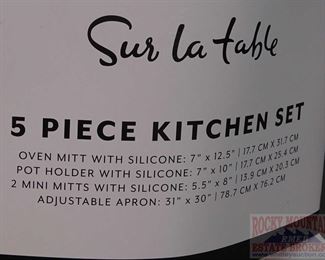 Sur la table
5 PIECE KITCHEN SET
OVEN MITT WITH SILICONE: 7" x 12.5" | 17.7 CM X 31.7 CM
POT HOLDER WITH SILICONE: 7" x 10" | 17.7 CM X 25.4 CM
2 MINI MITTS WITH SILICONE: 5.5" x 8" | 13.9 CM X 20.3 CM
ADJUSTABLE APRON: 31" x 30" | 78.7 CM X 76.2 CM
ROCKY MOUNTAIN
ESTATE BROKERS